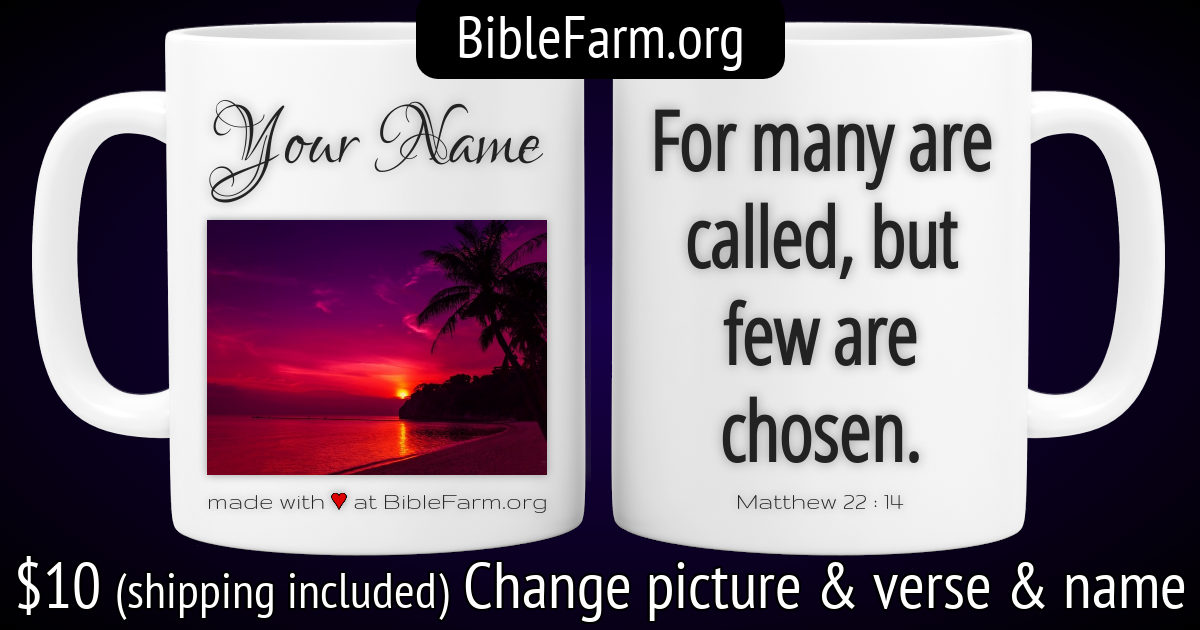 BibleFarm.org
Your Name
made with ♥ at BibleFarm.org
For many are
called, but
few are
chosen.
Matthew 22 : 14
$10 (shipping included) Change picture & verse & name